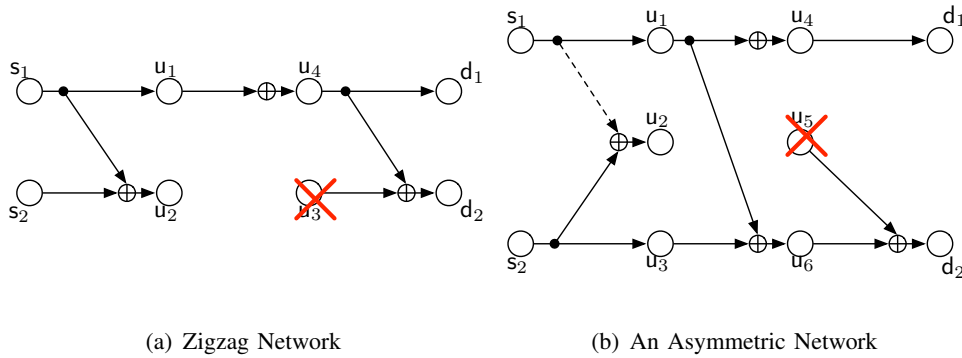 s1 u1 u4 d1
s2 u2 u3 d2
(a) Zigzag Network
s1 u1 u4 d1
u2 u5
s2 u3 u6 d2
(b) An Asymmetric Network